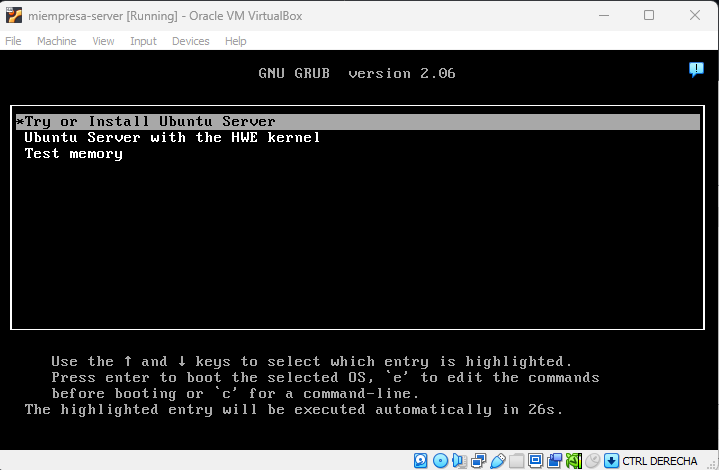 miempresa-server [Running] - Oracle VM VirtualBox
File Machine View Input Devices Help
GNU GRUB version 2.06
*Try or Install Ubuntu Server
Ubuntu Server with the HWE kernel
Test memory
Use the ↑ and ↓ keys to select which entry is highlighted.
Press enter to boot the selected OS, `e' to edit the commands
before booting or `c' for a command-line.
The highlighted entry will be executed automatically in 26s.
CTRL DERECHA